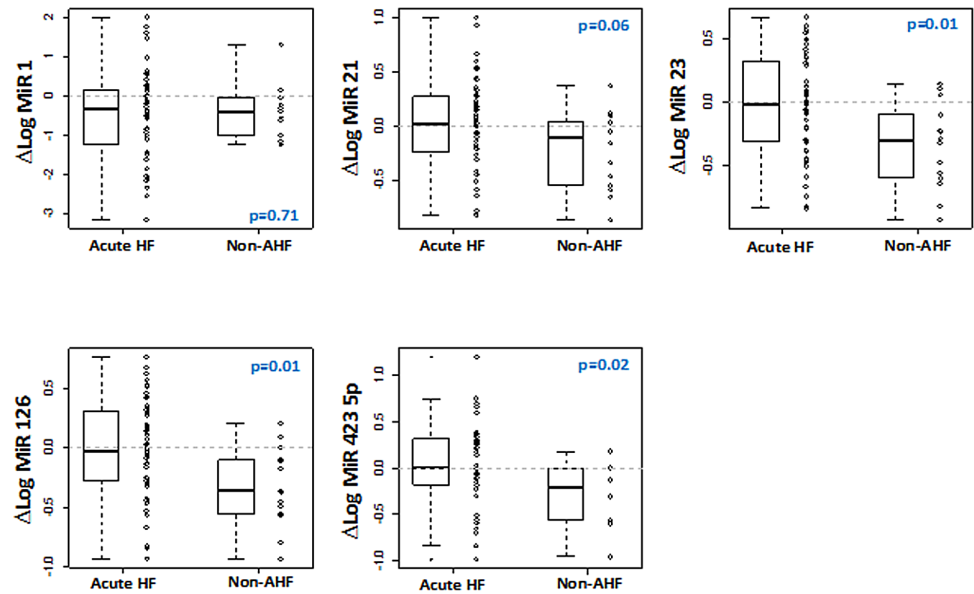 ΔLog MiR 1
2
1
0
-1
-2
-3
p=0.71
Acute HF Non-AHF
ΔLog MiR 21
1.0
0.5
0.0
-0.5
p=0.06
Acute HF Non-AHF
ΔLog MiR 23
0.5
0.0
-0.5
p=0.01
Acute HF Non-AHF
ΔLog MiR 126
0.5
0.0
-0.5
-1.0
p=0.01
Acute HF Non-AHF
ΔLog MiR 423 5p
1.0
0.5
0.0
-0.5
-1.0
p=0.02
Acute HF Non-AHF